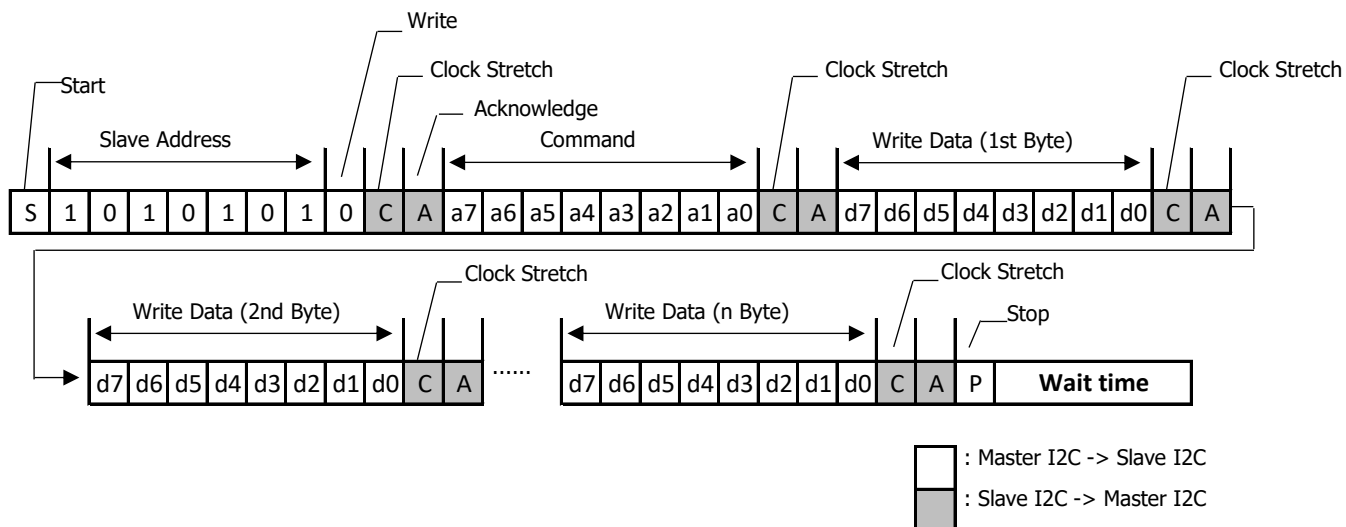 Write
Clock Stretch
Clock Stretch
Clock Stretch
Start
Acknowledge
Slave Address
Command
Write Data (1st Byte)
S 1 0 1 0 1 0 1 0 C A a7 a6 a5 a4 a3 a2 a1 a0 C A d7 d6 d5 d4 d3 d2 d1 d0 C A
Clock Stretch
Clock Stretch
Write Data (2nd Byte)
Write Data (n Byte)
Stop
d7 d6 d5 d4 d3 d2 d1 d0 C A ...... d7 d6 d5 d4 d3 d2 d1 d0 C A P Wait time
: Master I2C -> Slave I2C
: Slave I2C -> Master I2C